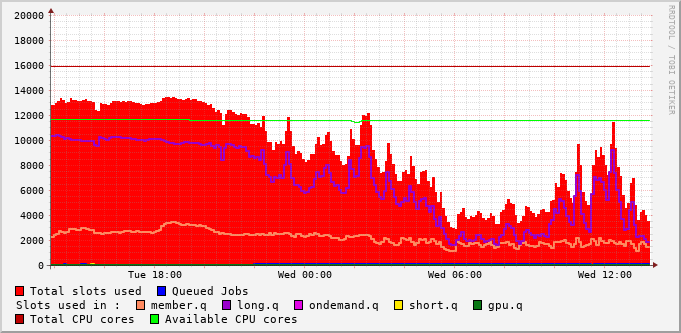 RRDTOOL / TOBI OETIKER
20000
18000
16000
14000
12000
10000
8000
6000
4000
2000
0
Tue 18:00 Wed 00:00 Wed 06:00 Wed 12:00
Total slots used Queued Jobs
Slots used in : member.q long.q ondemand.q short.q gpu.q
Total CPU cores Available CPU cores